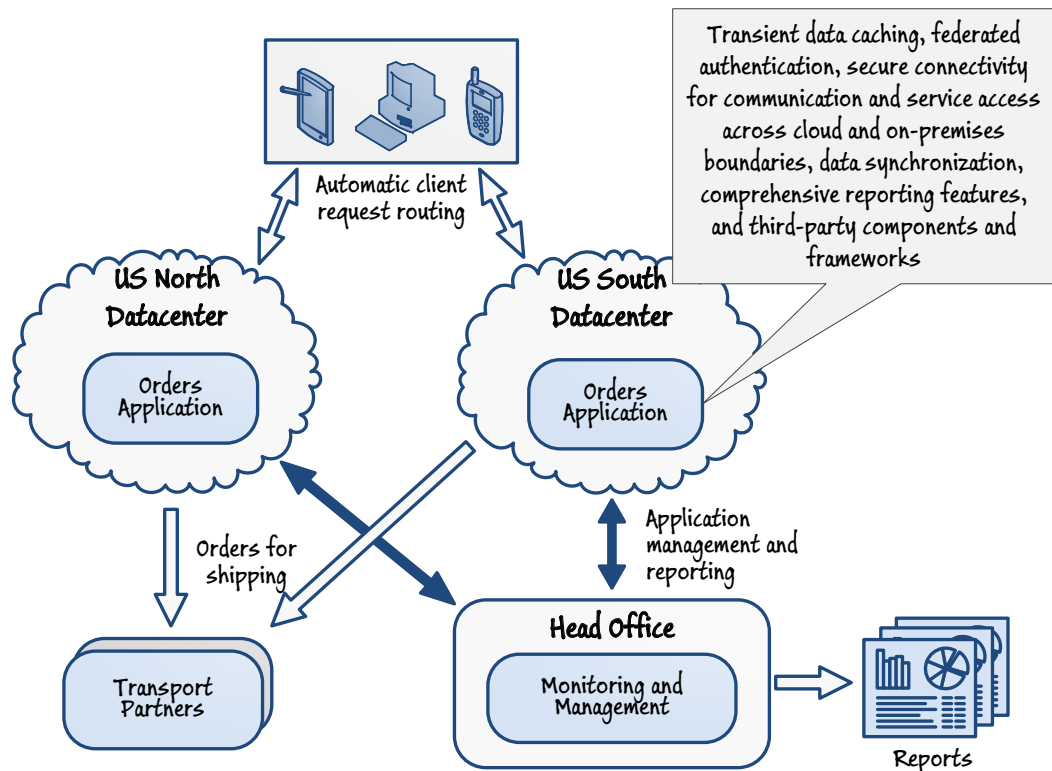 Transient data caching, federated
authentication, secure connectivity
for communication and service access
across cloud and on-premises
boundaries, data synchronization,
comprehensive reporting features,
and third-party components and
frameworks
Automatic client
request routing
US North
Datacenter
Orders
Application
US South
Datacenter
Orders
Application
Orders for
shipping
Application
management and
reporting
Transport
Partners
Head Office
Monitoring and
Management
Reports